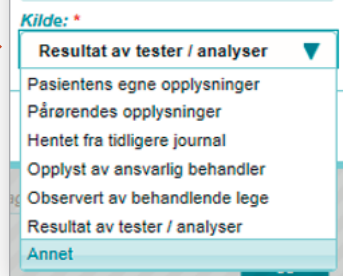 Kilde: *
Resultat av tester / analyser
Pasientens egne opplysninger
Pårørendes opplysninger
Hentet fra tidligere journal
Opplyst av ansvarlig behandler
Observert av behandlende lege
Resultat av tester / analyser
Annet